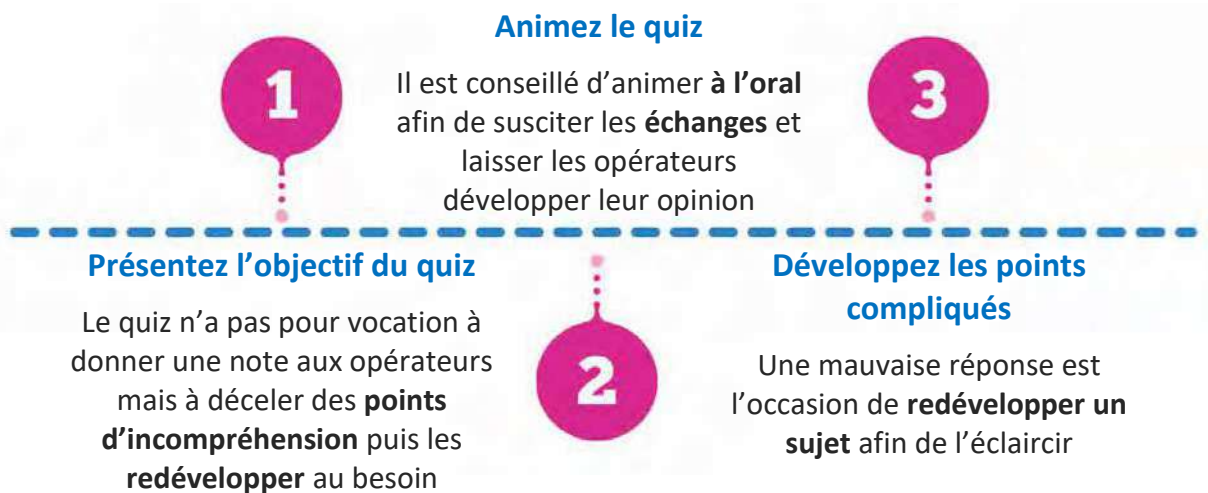 1
Présentez l’objectif du quiz
Le quiz n’a pas pour vocation à
donner une note aux opérateurs
mais à déceler des points
d’incompréhension puis les
redévelopper au besoin
Animez le quiz
Il est conseillé d’animer à l’oral
afin de susciter les échanges et
laisser les opérateurs
développer leur opinion
2
3
Développez les points
compliqués
Une mauvaise réponse est
l’occasion de redévelopper un
sujet afin de l’éclaircir